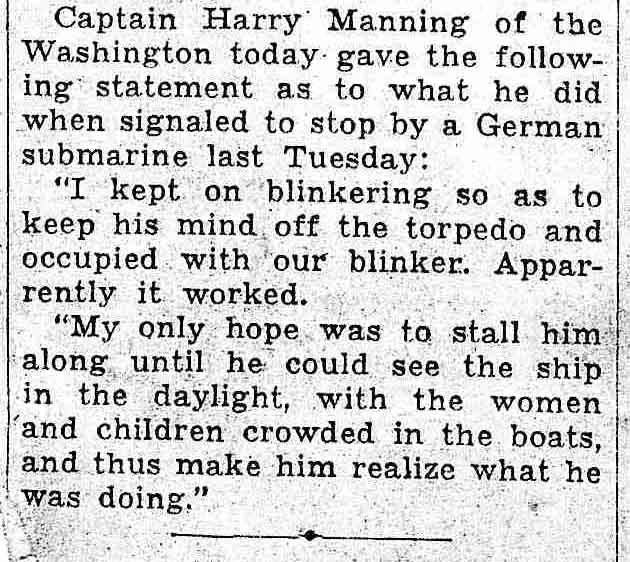 Captain Harry Manning of the
Washington today gave the follow-
ing statement as to what he did
when signaled to stop by a German
submarine last Tuesday:
"I kept on blinkering so as to
keep his mind off the torpedo and
occupied with our blinker. Appar-
rently it worked.
"My only hope was to stall him
along until he could see the ship
in the daylight, with the women
and children crowded in the boats,
and thus make him realize what he
was doing."